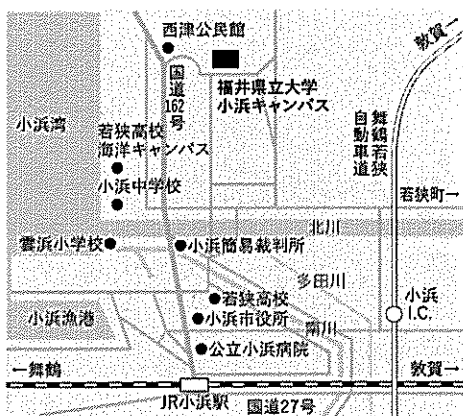 西津公民館
敦賀→
国道162号
福井県立大学
小浜キャンパス
小浜湾
舞鶴若狭
自動車道
若狭高校
海洋キャンパス
小浜中学校
若狭町→
北川
雲浜小学校
小浜簡易裁判所
多田川
若狭高校
小浜
I.C.
小浜漁港
小浜市役所
南川
公立小浜病院
←舞鶴
敦賀→
JR小浜駅
国道27号